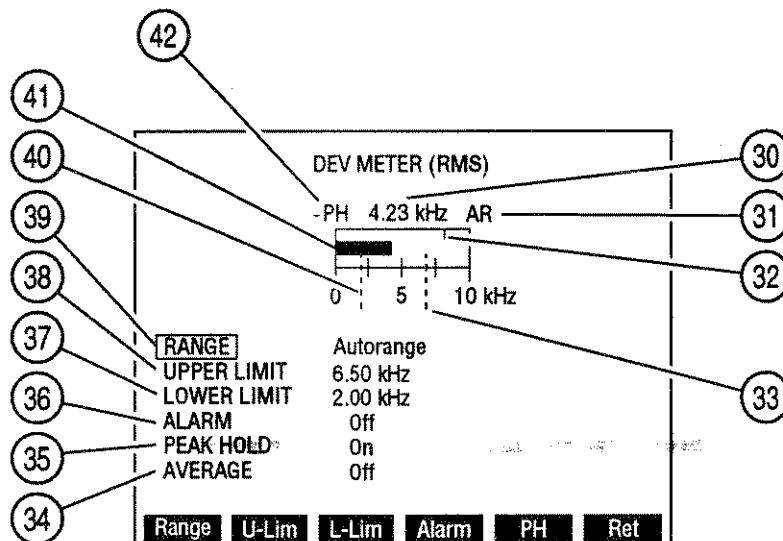 42
41
40
39
38
37
36
35
34
30
31
32
33
DEV METER (RMS)
-PH 4.23 kHz AR
0 5 10 kHz
RANGE Autorange
UPPER LIMIT 6.50 kHz
LOWER LIMIT 2.00 kHz
ALARM Off
PEAK HOLD On
AVERAGE Off
Range U-Lim L-Lim Alarm PH Ret